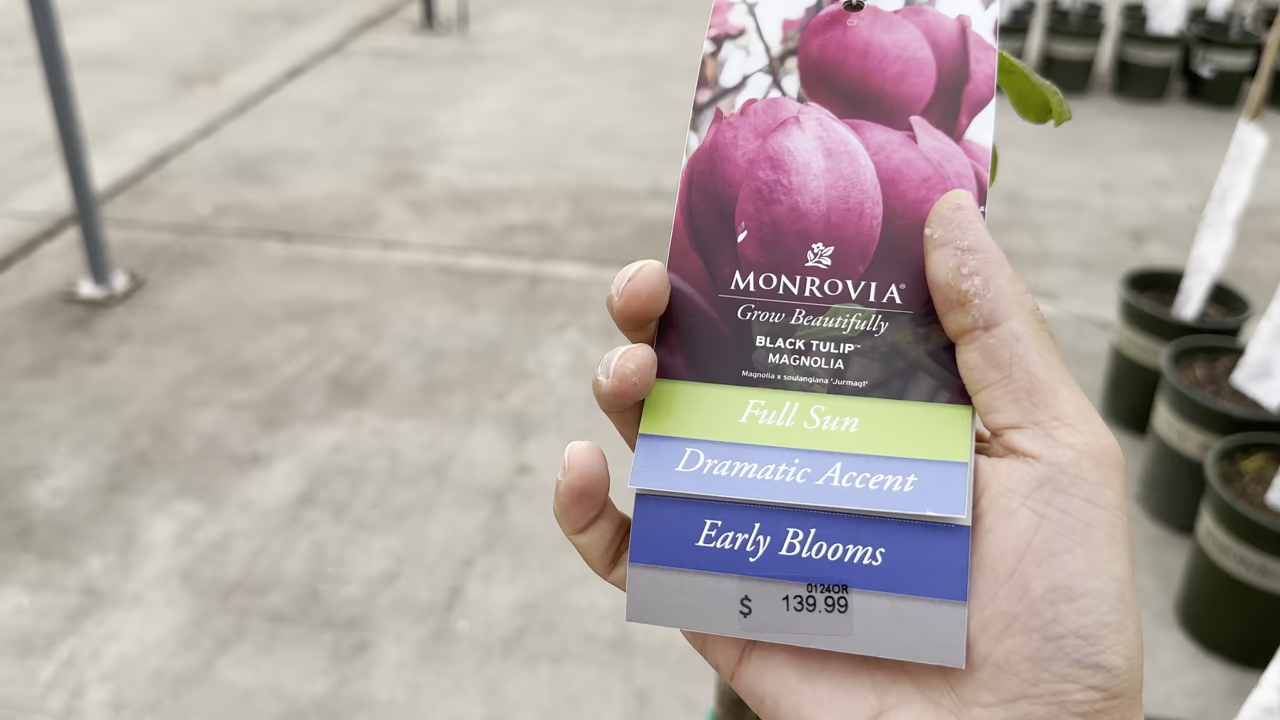 MONROVIA®
Grow Beautifully
BLACK TULIP™
MAGNOLIA
Magnolia x soulangiana 'Jurmag1'
Full Sun
Dramatic Accent
Early Blooms
0124OR
$ 139.99